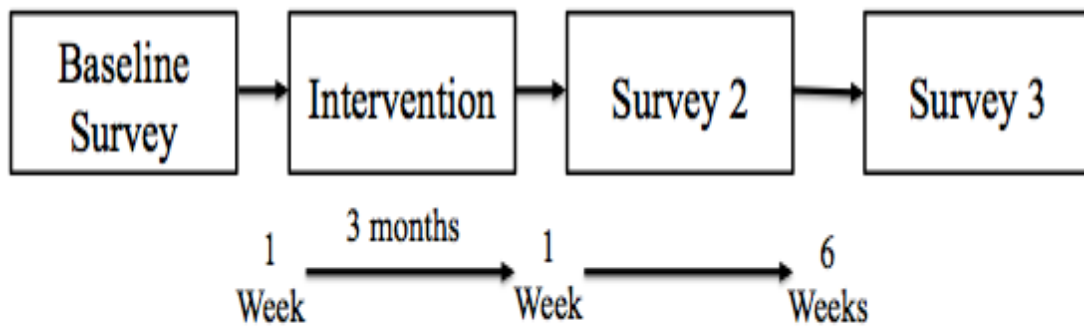 Baseline
Survey
Intervention
Survey 2
Survey 3
1
Week
3 months
1
Week
6
Weeks